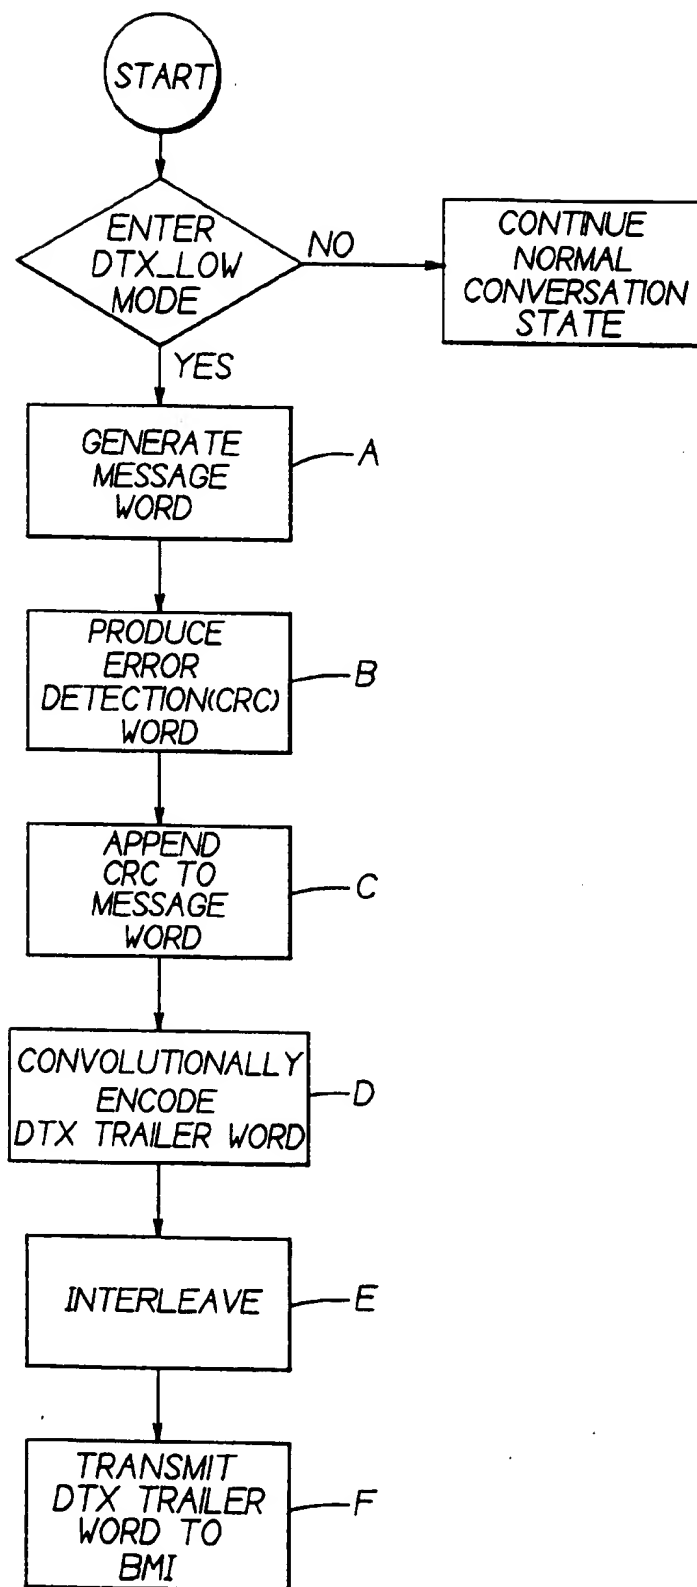 START
ENTER
DTX_LOW
MODE
NO
CONTINUE
NORMAL
CONVERSATION
STATE
YES
GENERATE
MESSAGE
WORD
A
PRODUCE
ERROR
DETECTION(CRC)
WORD
B
APPEND
CRC TO
MESSAGE
WORD
C
CONVOLUTIONALLY
ENCODE
DTX TRAILER WORD
D
INTERLEAVE
E
TRANSMIT
DTX TRAILER
WORD TO
BMI
F